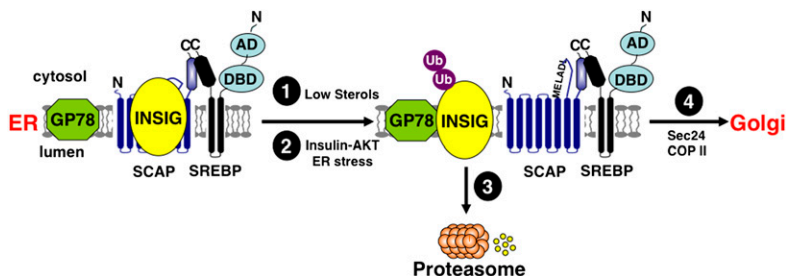 N
CC
AD
DBD
cytosol
N
ER
GP78
INSIG
lumen
SCAP
SREBP
1 Low Sterols
2 Insulin-AKT
ER stress
Ub
Ub
GP78
INSIG
3
Proteasome
N
MELADL
CC
N
AD
DBD
SCAP
SREBP
4
Sec24
COP II
Golgi